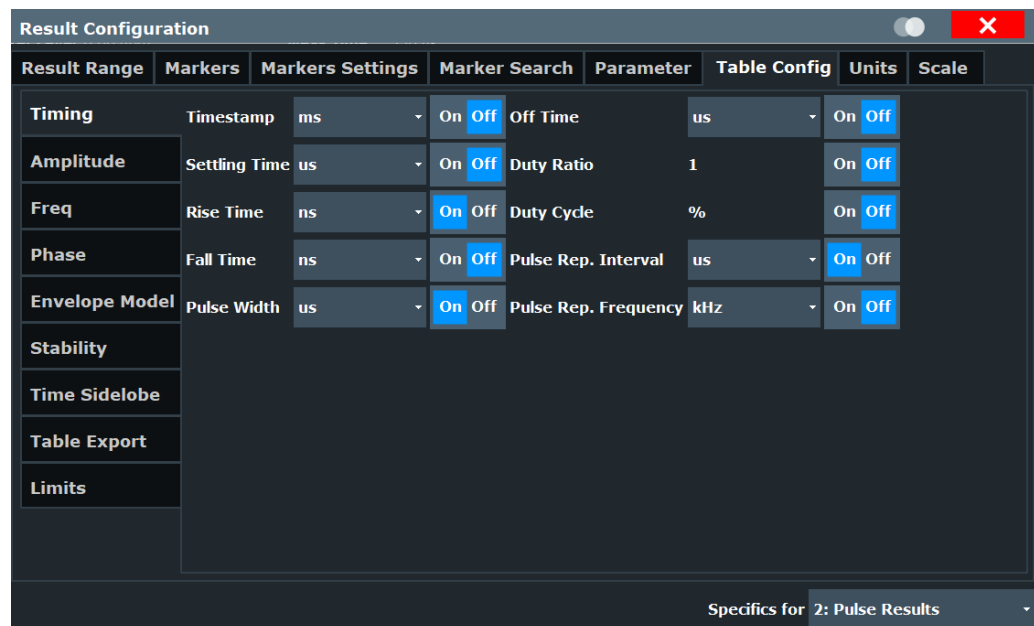 Result Configuration
Result Range Markers Markers Settings Marker Search Parameter Table Config Units Scale
Timing Timestamp ms On Off Off Time us On Off
Amplitude Settling Time us On Off Duty Ratio 1 On Off
Freq Rise Time ns On Off Duty Cycle % On Off
Phase Fall Time ns On Off Pulse Rep. Interval us On Off
Envelope Model Pulse Width us On Off Pulse Rep. Frequency kHz On Off
Stability
Time Sidelobe
Table Export
Limits
Specifics for 2: Pulse Results